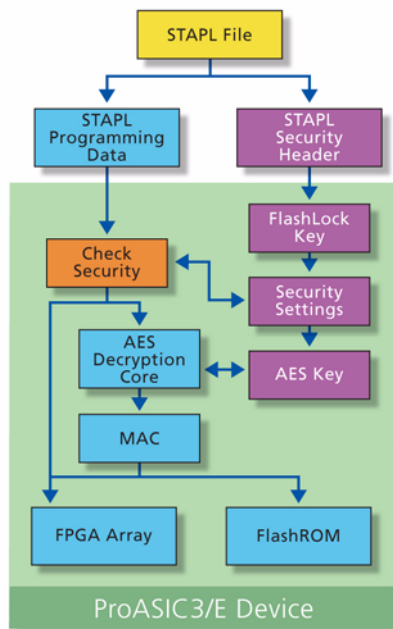 STAPL File
STAPL
Programming
Data
STAPL
Security
Header
FlashLock
Key
Check
Security
Security
Settings
AES
Decryption
Core
AES Key
MAC
FPGA Array
FlashROM
ProASIC3/E Device